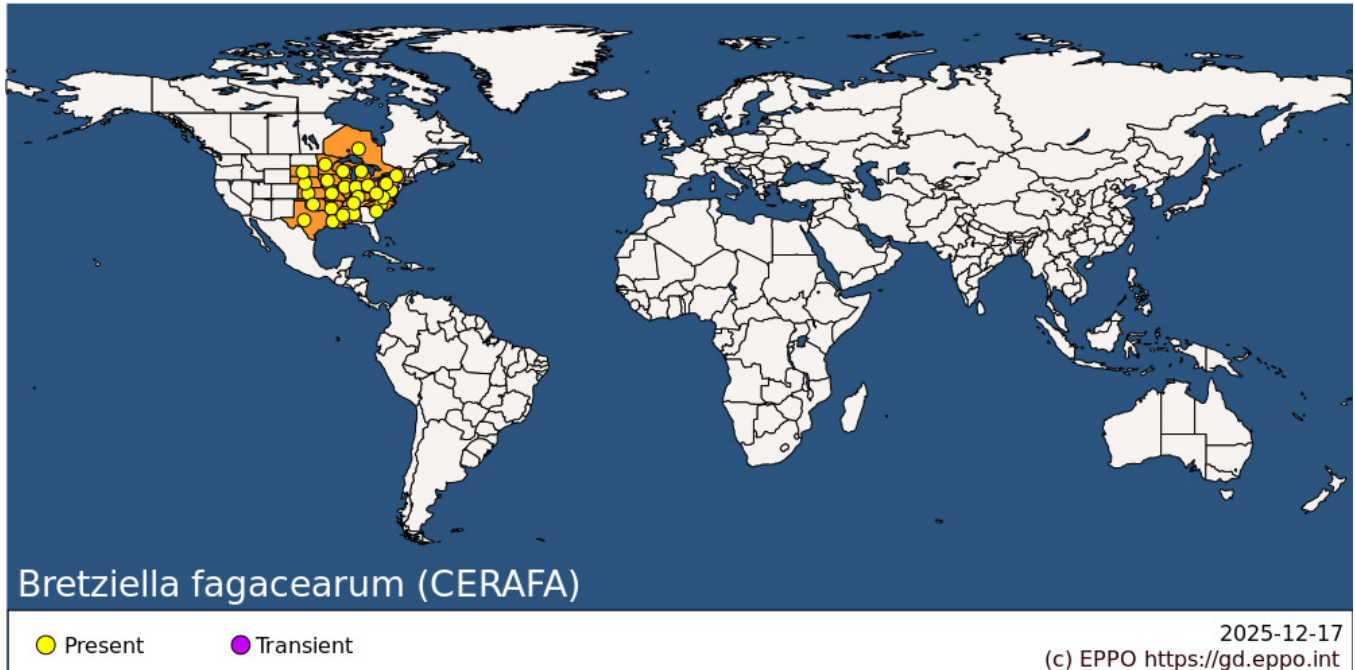 Bretziella fagacearum (CERAFA)
Present
Transient
2025-12-17
(c) EPPO https://gd.eppo.int